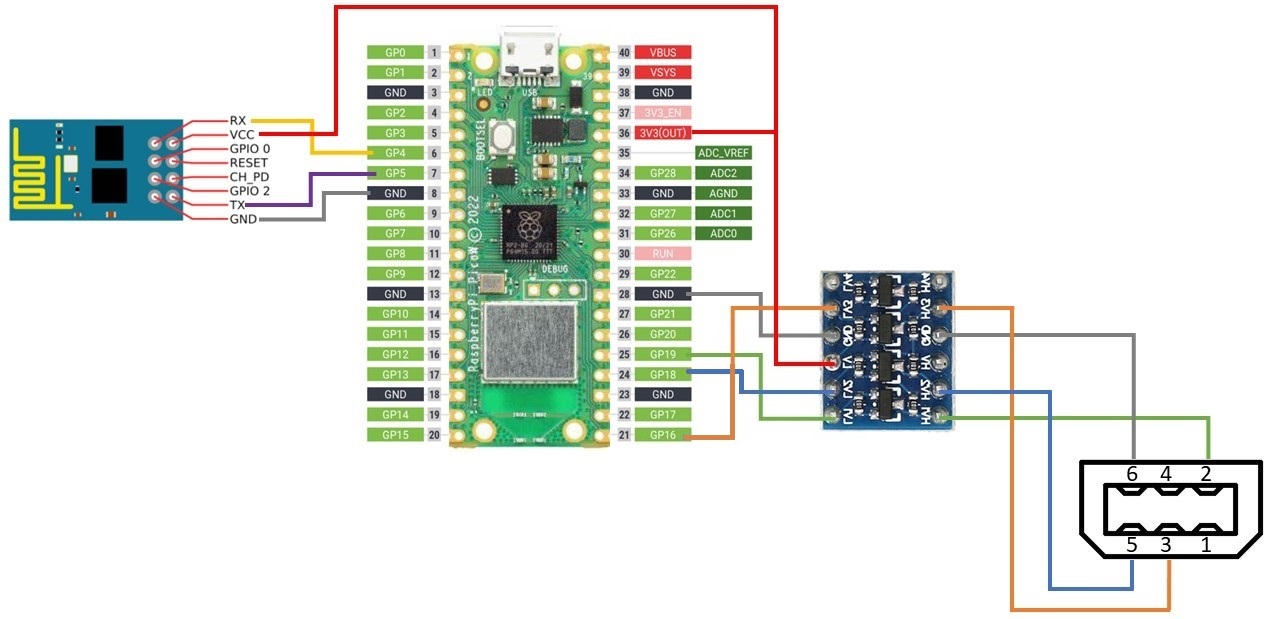 RX
VCC
GPIO 0
RESET
CH_PD
GPIO 2
TX
GND
GP0 1
GP1 2
GND 3
GP2 4
GP3 5
GP4 6
GP5 7
GND 8
GP6 9
GP7 10
GP8 11
GP9 12
GND 13
GP10 14
GP11 15
GP12 16
GP13 17
GND 18
GP14 19
GP15 20
2
39
LED
USB
BOOTSEL
DEBUG
Raspberry Pi Pico W © 2022
40 VBUS
39 VSYS
38 GND
37 3V3_EN
36 3V3(OUT)
35 ADC_VREF
34 GP28 ADC2
33 GND AGND
32 GP27 ADC1
31 GP26 ADC0
30 RUN
29 GP22
28 GND
27 GP21
26 GP20
25 GP19
24 GP18
23 GND
22 GP17
21 GP16
LV4 HV4
LV3 HV3
GND GND
LV HV
LV2 HV2
LV1 HV1
6 4 2
5 3 1